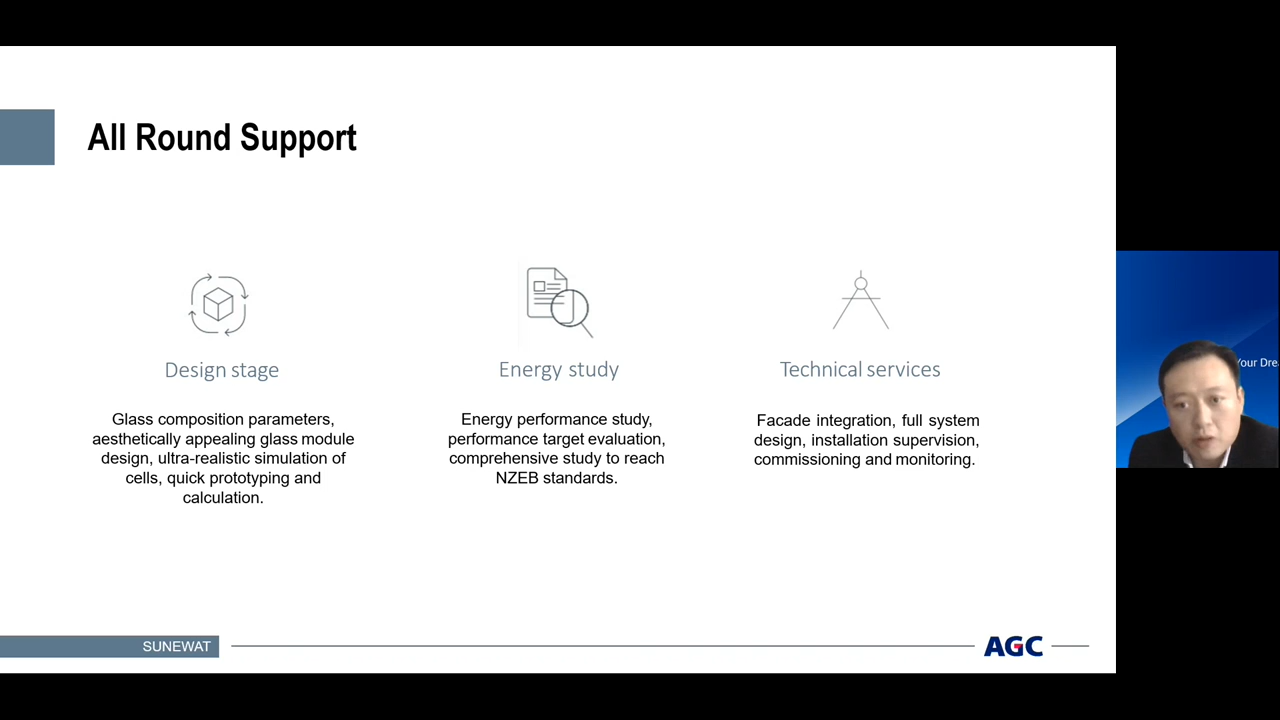 All Round Support
Design stage
Glass composition parameters,
aesthetically appealing glass module
design, ultra-realistic simulation of
cells, quick prototyping and
calculation.
Energy study
Energy performance study,
performance target evaluation,
comprehensive study to reach
NZEB standards.
Technical services
Facade integration, full system
design, installation supervision,
commissioning and monitoring.
Your Dre
SUNEWAT
AGC